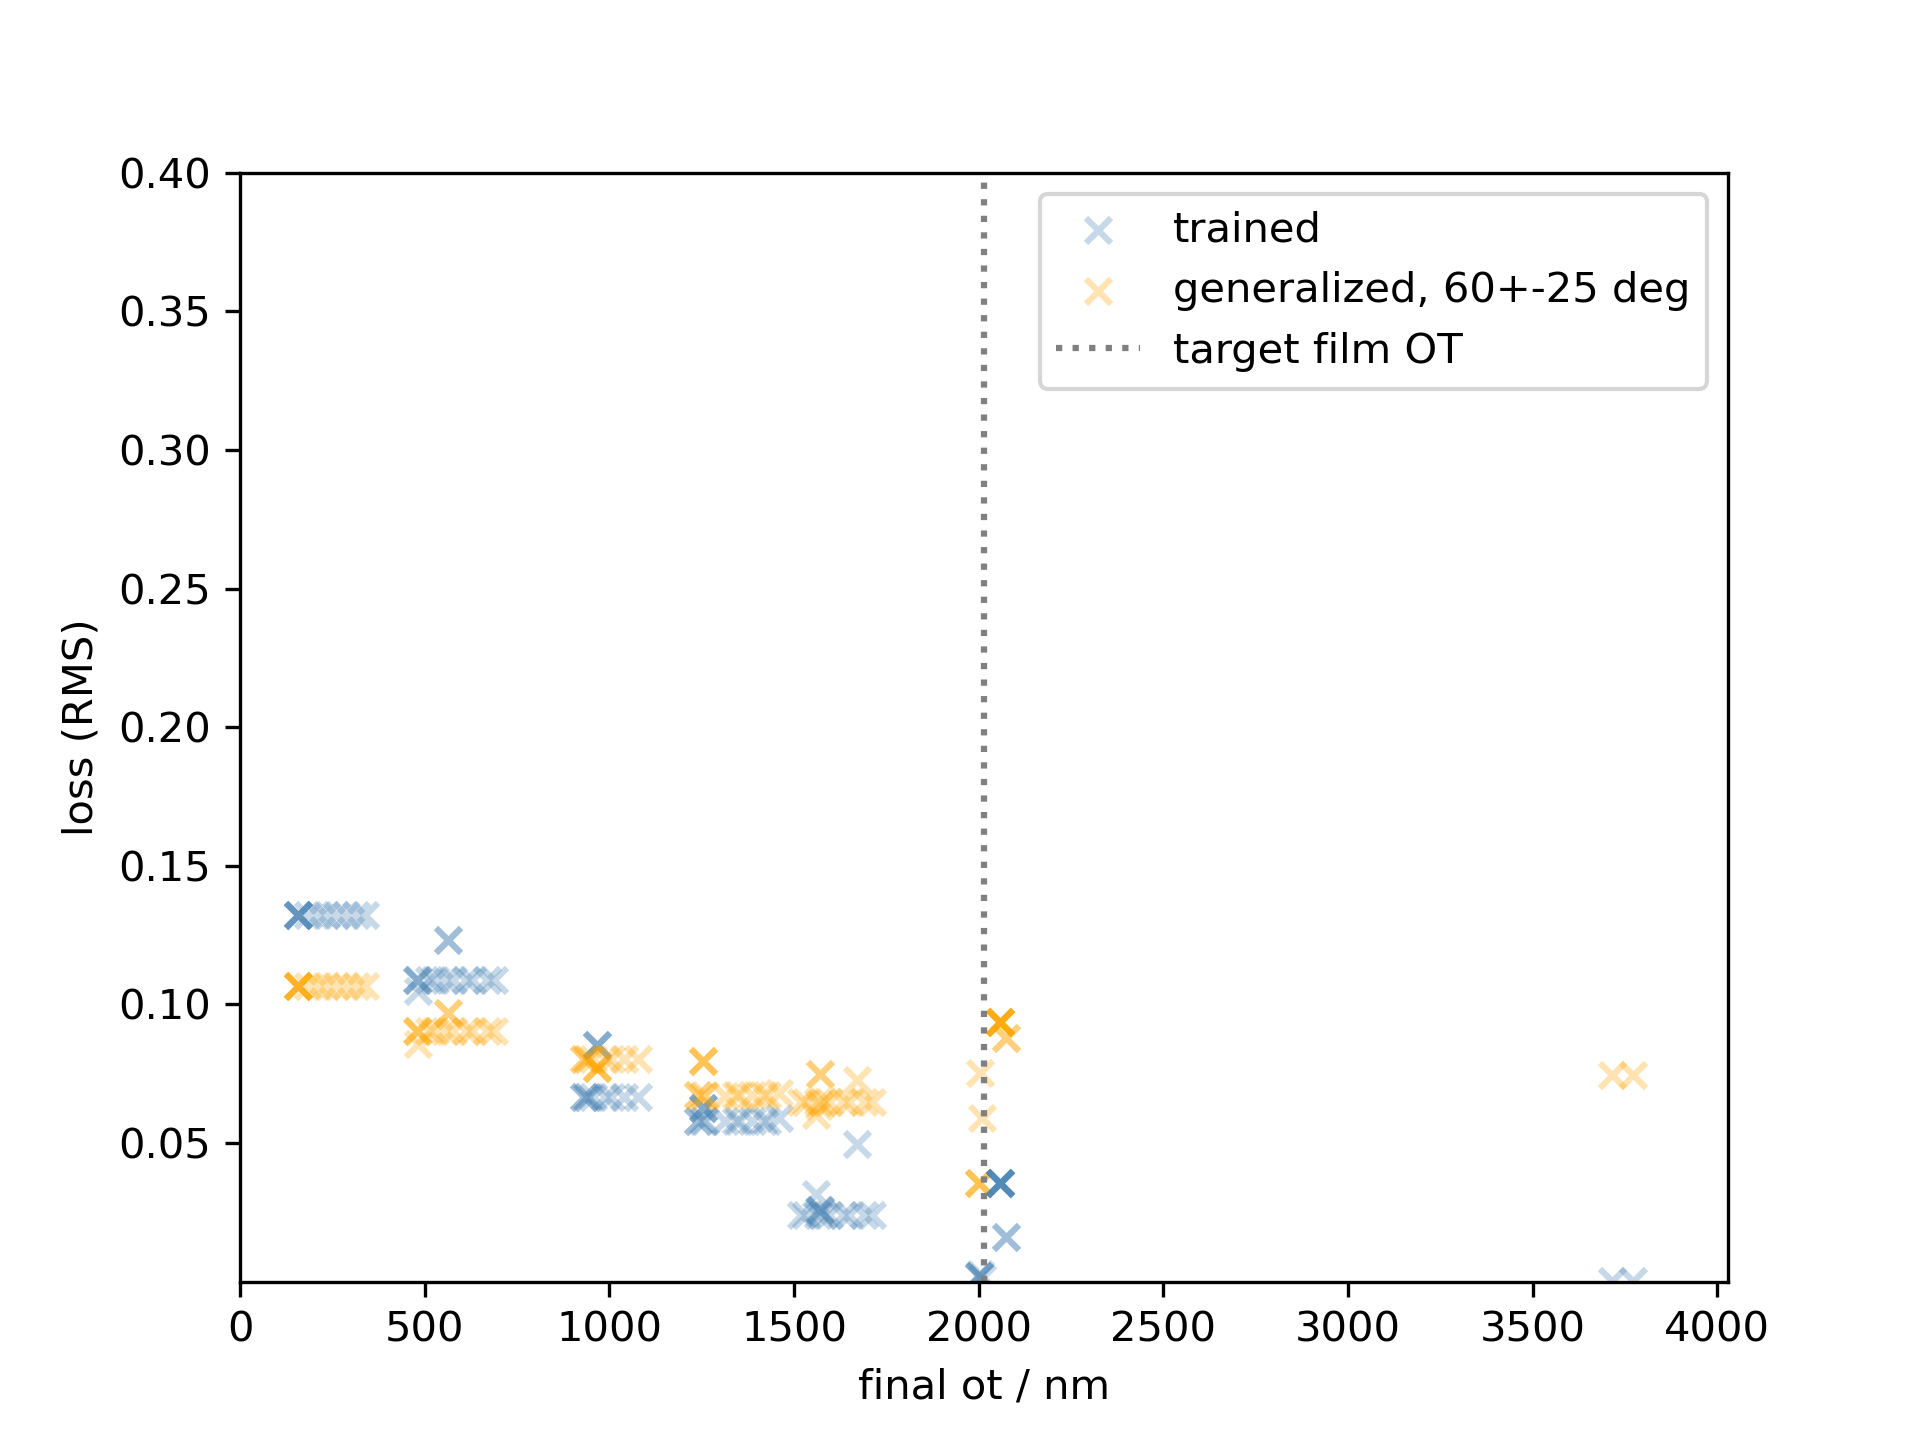 0.40
0.35
0.30
0.25
0.20
0.15
0.10
0.05
loss (RMS)
trained
generalized, 60+-25 deg
target film OT
0 500 1000 1500 2000 2500 3000 3500 4000
final ot / nm